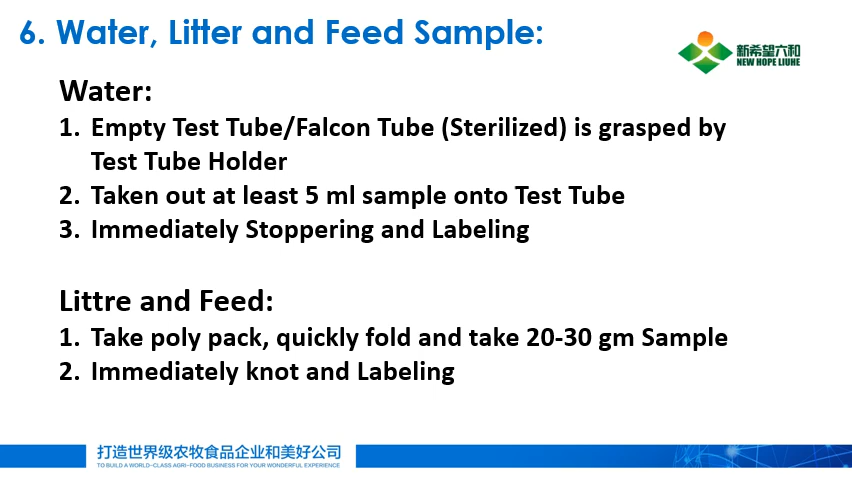 6. Water, Litter and Feed Sample:
新希望六和
NEW HOPE LIUHE
Water:
1. Empty Test Tube/Falcon Tube (Sterilized) is grasped by
Test Tube Holder
2. Taken out at least 5 ml sample onto Test Tube
3. Immediately Stoppering and Labeling
Littre and Feed:
1. Take poly pack, quickly fold and take 20-30 gm Sample
2. Immediately knot and Labeling
打造世界级农牧食品企业和美好公司
TO BUILD A WORLD-CLASS AGRI-FOOD BUSINESS FOR YOUR WONDERFUL EXPERIENCE